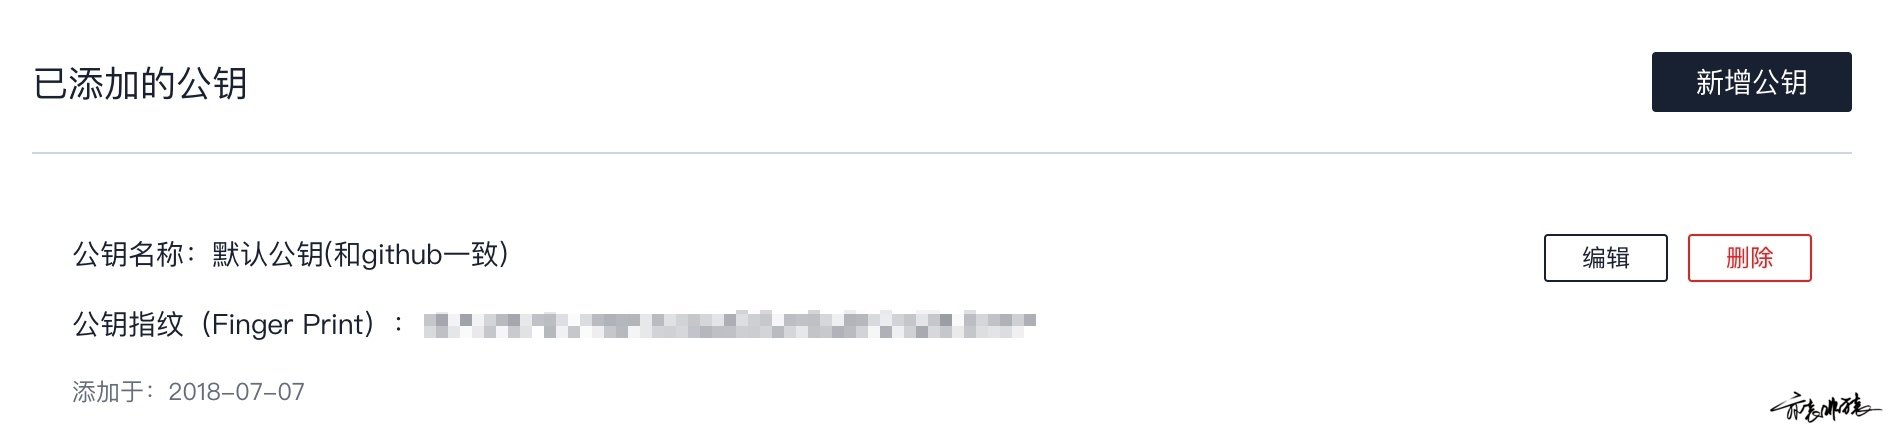 已添加的公钥
新增公钥
公钥名称：默认公钥(和github一致)
编辑
删除
公钥指纹（Finger Print）：
添加于：2018-07-07